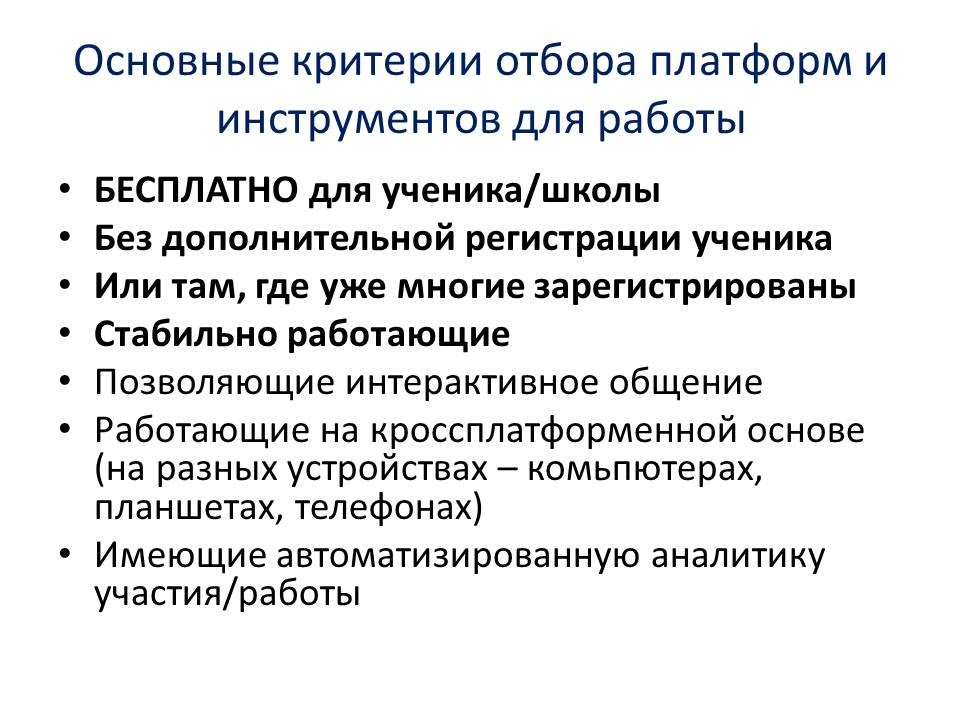 Основные критерии отбора платформ и
инструментов для работы
• БЕСПЛАТНО для ученика/школы
• Без дополнительной регистрации ученика
• Или там, где уже многие зарегистрированы
• Стабильно работающие
• Позволяющие интерактивное общение
• Работающие на кроссплатформенной основе
(на разных устройствах – комьпютерах,
планшетах, телефонах)
• Имеющие автоматизированную аналитику
участия/работы